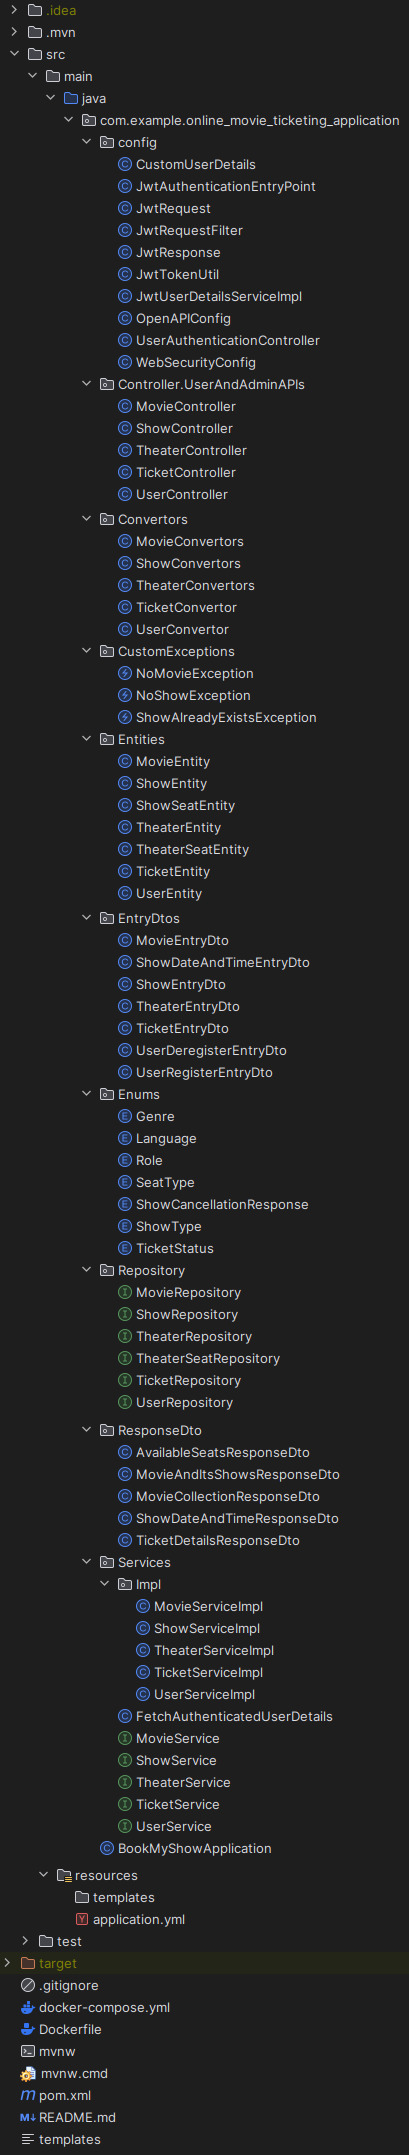 .idea
.mvn
src
main
java
com.example.online_movie_ticketing_application
config
CustomUserDetails
JwtAuthenticationEntryPoint
JwtRequest
JwtRequestFilter
JwtResponse
JwtTokenUtil
JwtUserDetailsServiceImpl
OpenAPIConfig
UserAuthenticationController
WebSecurityConfig
Controller.UserAndAdminAPIs
MovieController
ShowController
TheaterController
TicketController
UserController
Convertors
MovieConvertors
ShowConvertors
TheaterConvertors
TicketConvertor
UserConvertor
CustomExceptions
NoMovieException
NoShowException
ShowAlreadyExistsException
Entities
MovieEntity
ShowEntity
ShowSeatEntity
TheaterEntity
TheaterSeatEntity
TicketEntity
UserEntity
EntryDtos
MovieEntryDto
ShowDateAndTimeEntryDto
ShowEntryDto
TheaterEntryDto
TicketEntryDto
UserDeregisterEntryDto
UserRegisterEntryDto
Enums
Genre
Language
Role
SeatType
ShowCancellationResponse
ShowType
TicketStatus
Repository
MovieRepository
ShowRepository
TheaterRepository
TheaterSeatRepository
TicketRepository
UserRepository
ResponseDto
AvailableSeatsResponseDto
MovieAndItsShowsResponseDto
MovieCollectionResponseDto
ShowDateAndTimeResponseDto
TicketDetailsResponseDto
Services
Impl
MovieServiceImpl
ShowServiceImpl
TheaterServiceImpl
TicketServiceImpl
UserServiceImpl
FetchAuthenticatedUserDetails
MovieService
ShowService
TheaterService
TicketService
UserService
BookMyShowApplication
resources
templates
application.yml
test
target
.gitignore
docker-compose.yml
Dockerfile
mvnw
mvnw.cmd
pom.xml
README.md
templates